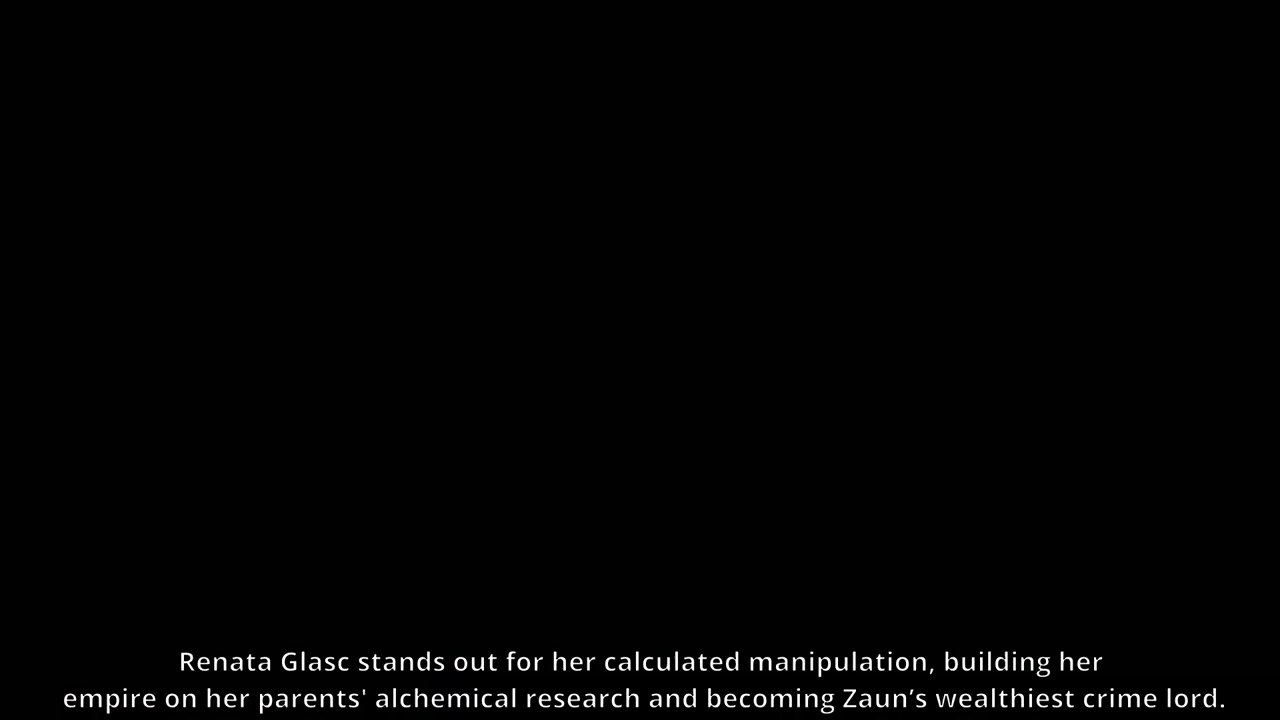 Renata Glasc stands out for her calculated manipulation, building her
empire on her parents' alchemical research and becoming Zaun’s wealthiest crime lord.